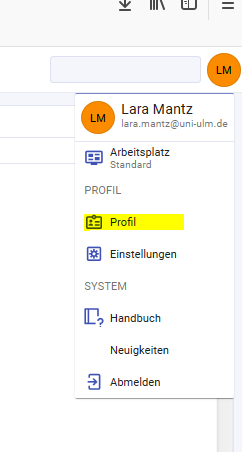 LM
LM
Lara Mantz
lara.mantz@uni-ulm.de
Arbeitsplatz
Standard
PROFIL
Profil
Einstellungen
SYSTEM
Handbuch
Neuigkeiten
Abmelden